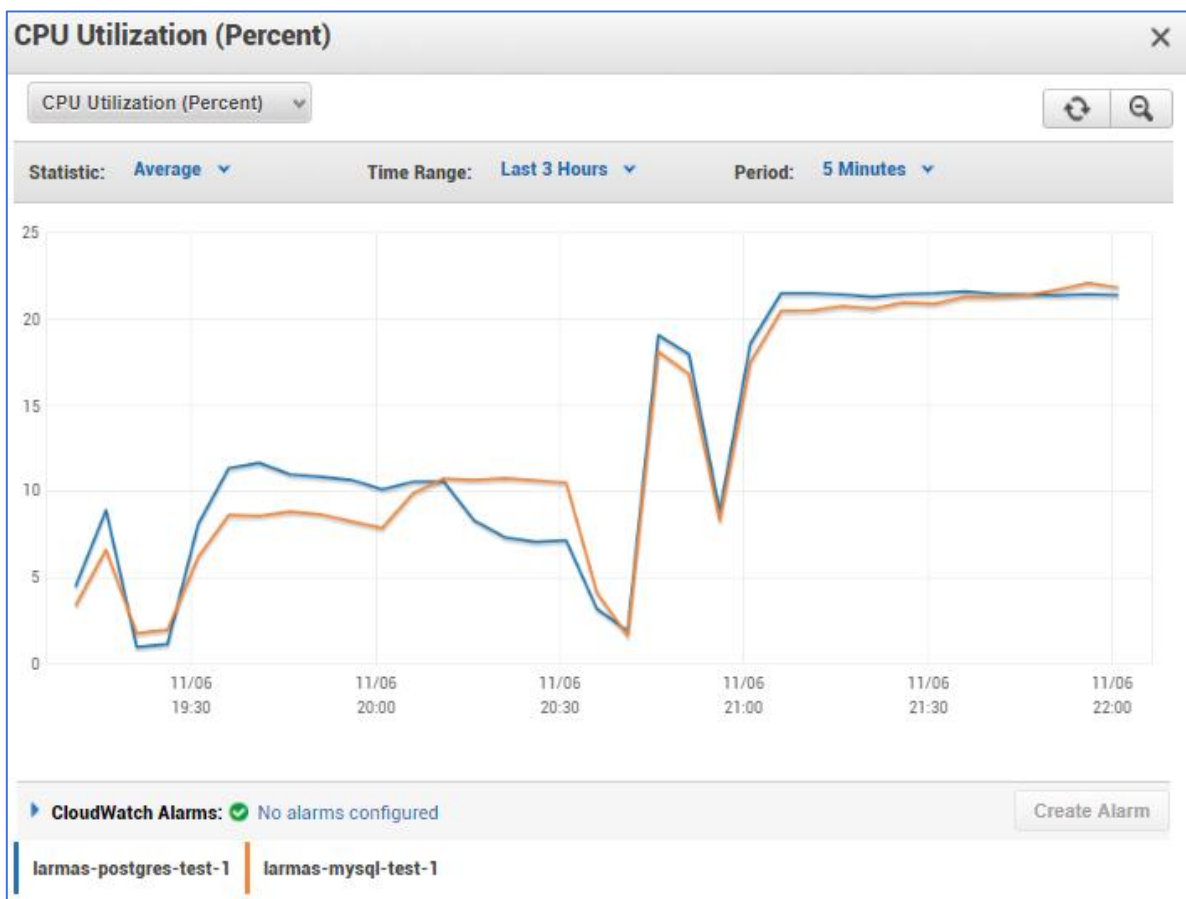 CPU Utilization (Percent)
CPU Utilization (Percent)
Statistic: Average Time Range: Last 3 Hours Period: 5 Minutes
25
20
15
10
5
0
11/06 11/06 11/06 11/06 11/06 11/06
19:30 20:00 20:30 21:00 21:30 22:00
CloudWatch Alarms: No alarms configured Create Alarm
larmas-postgres-test-1 larmas-mysql-test-1